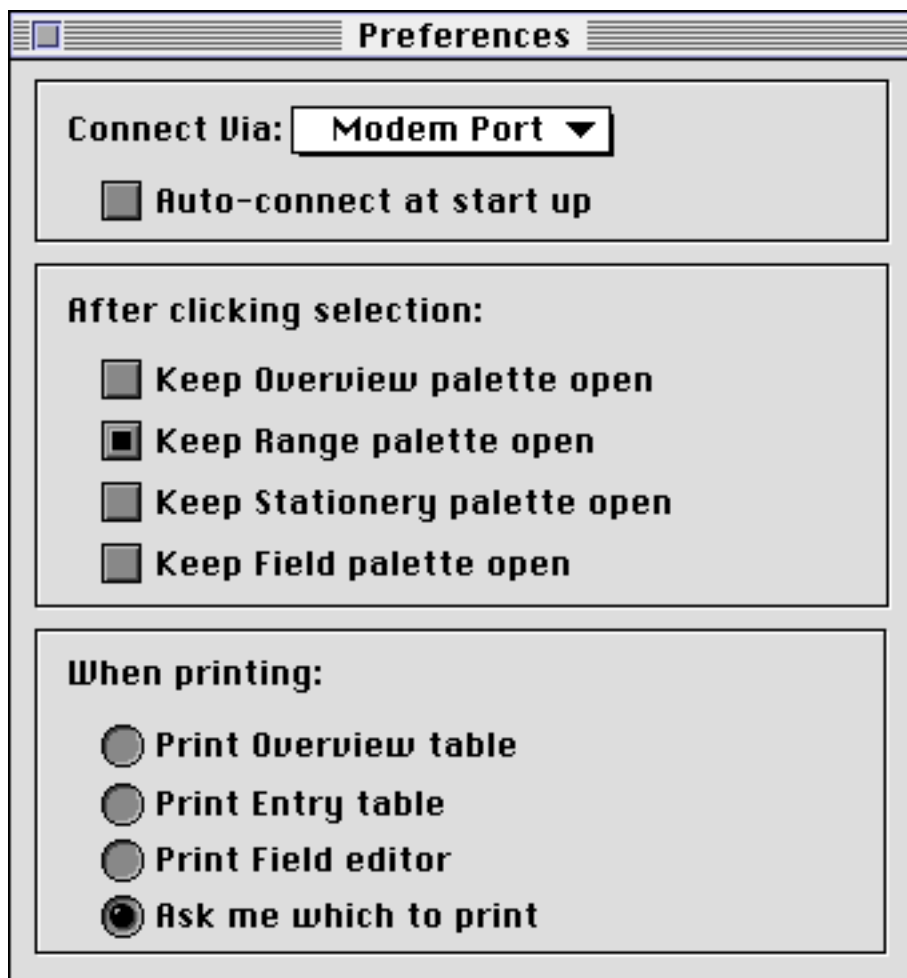 Preferences
Connect Via: Modem Port
Auto-connect at start up
After clicking selection:
Keep Overview palette open
Keep Range palette open
Keep Stationery palette open
Keep Field palette open
When printing:
Print Overview table
Print Entry table
Print Field editor
Ask me which to print